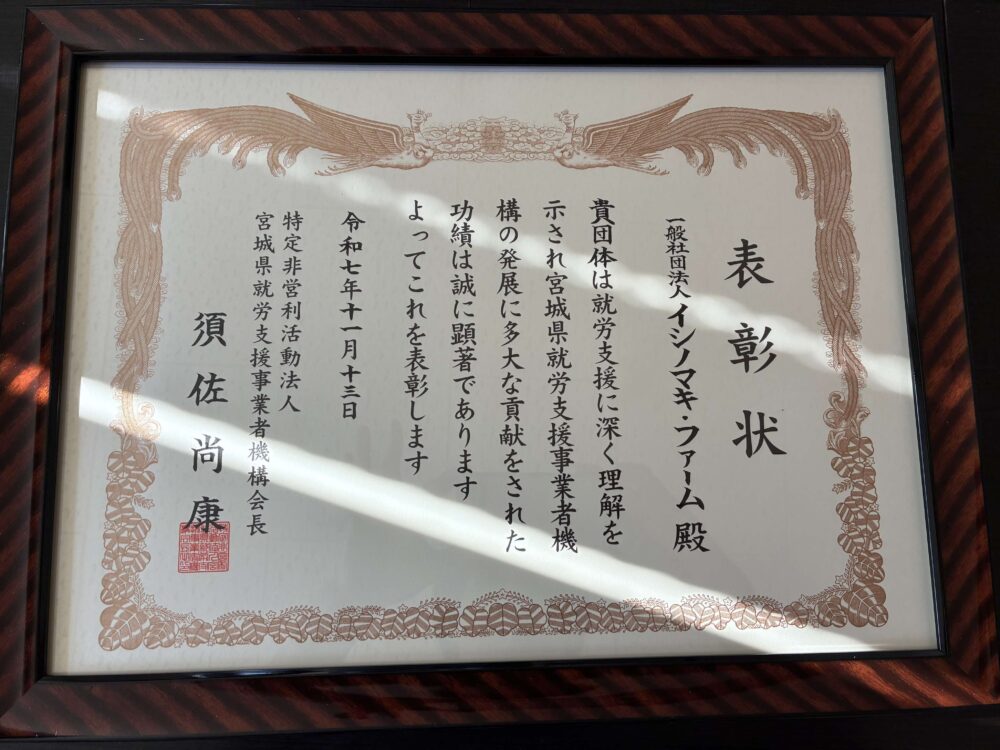 表彰状
一般社団法人イシノマキ・ファーム 殿
貴団体は就労支援に深く理解を
示され宮城県就労支援事業者機
構の発展に多大な貢献をされた
功績は誠に顕著であります
よってこれを表彰します
令和七年十一月十三日
特定非営利活動法人
宮城県就労支援事業者機構会長
須佐尚康